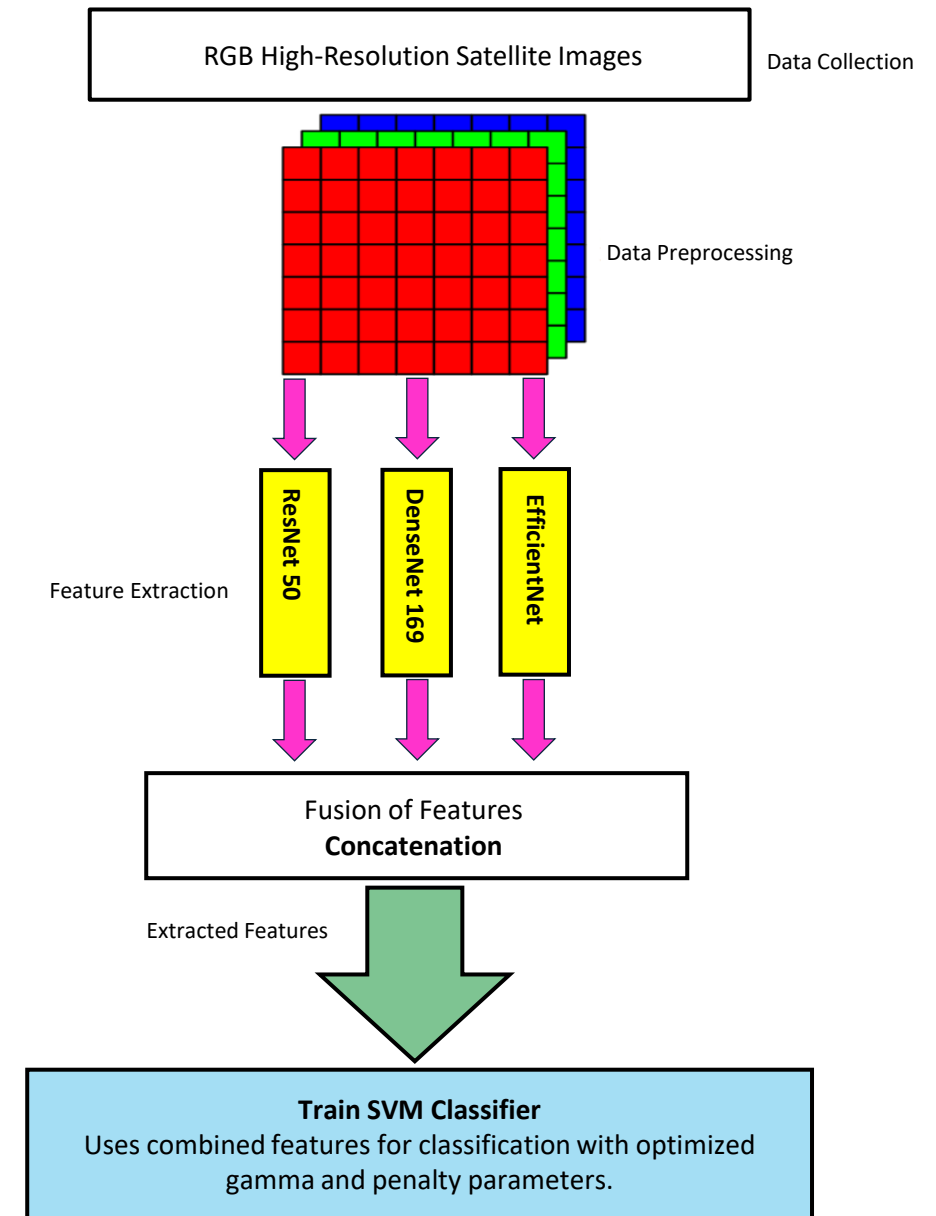 RGB High-Resolution Satellite Images
Data Collection
Data Preprocessing
ResNet 50
DenseNet 169
EfficientNet
Feature Extraction
Fusion of Features
Concatenation
Extracted Features
Train SVM Classifier
Uses combined features for classification with optimized
gamma and penalty parameters.